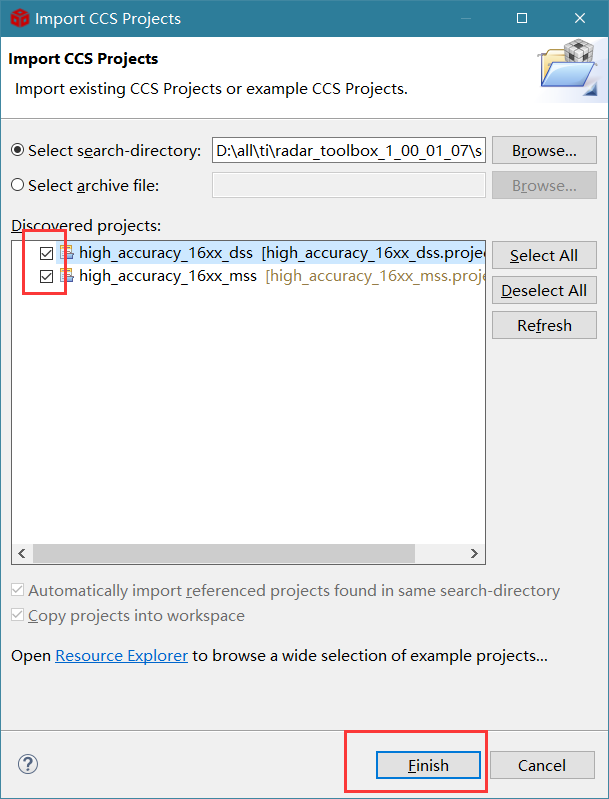 Import CCS Projects
Import CCS Projects
Import existing CCS Projects or example CCS Projects.
Select search-directory: D:\all\ti\radar_toolbox_1_00_01_07\s Browse...
Select archive file: Browse...
Discovered projects:
high_accuracy_16xx_dss [high_accuracy_16xx_dss.projec
high_accuracy_16xx_mss [high_accuracy_16xx_mss.proje
Select All
Deselect All
Refresh
Automatically import referenced projects found in same search-directory
Copy projects into workspace
Open Resource Explorer to browse a wide selection of example projects...
? Finish Cancel